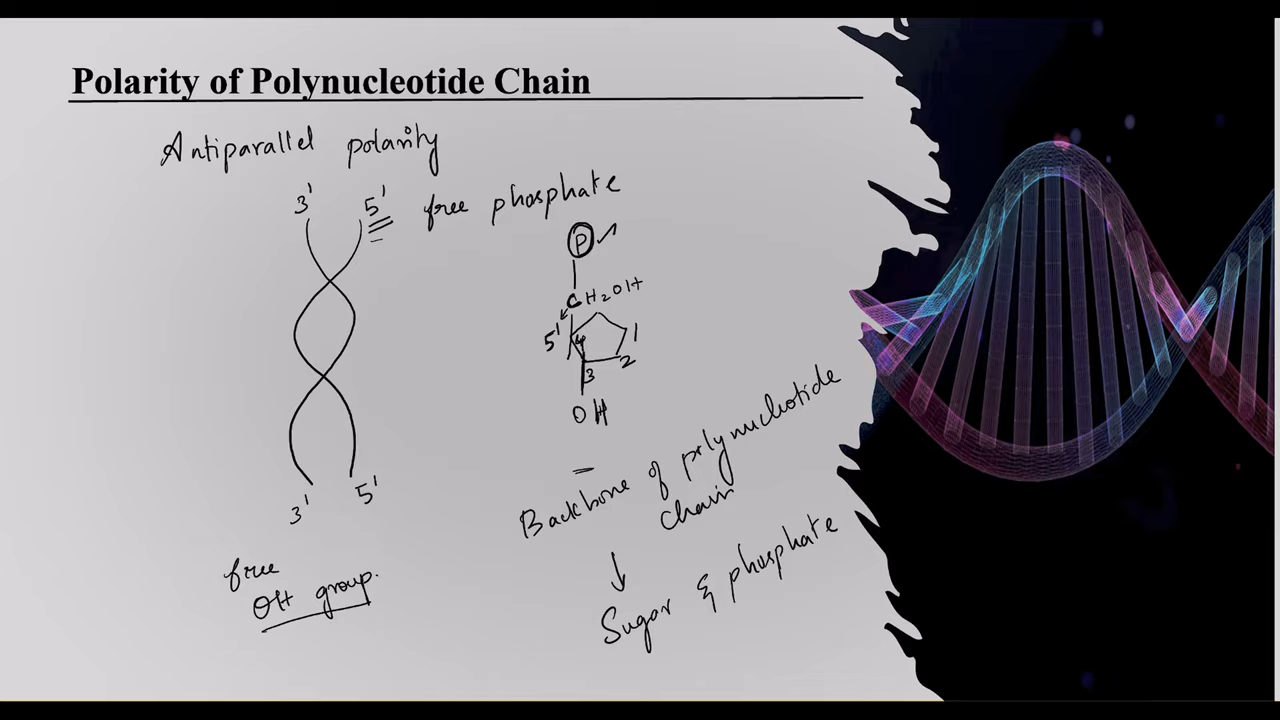 Polarity of Polynucleotide Chain
Antiparallel polarity
3' 5' free phosphate
P
CH2OH
5' 4 1
3 2
OH
3' 5'
free
OH group.
Backbone of polynucleotide
chain
↓
Sugar & phosphate